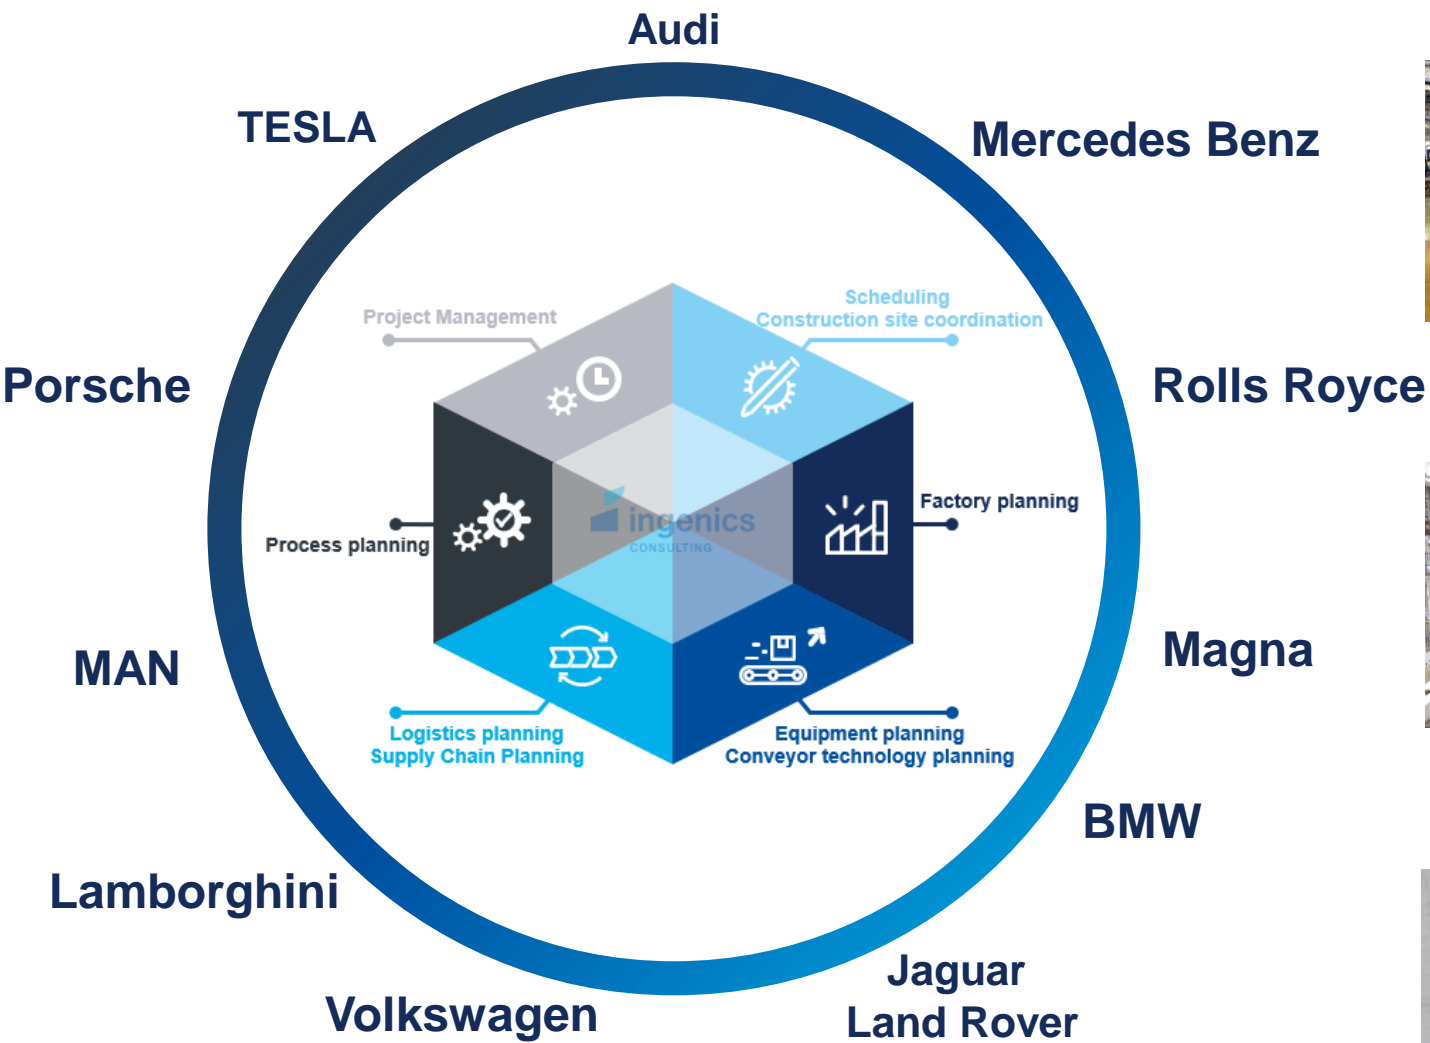 Audi
TESLA
Mercedes Benz
Project Management
Scheduling
Construction site coordination
Porsche
Rolls Royce
Process planning
ingenics
CONSULTING
Factory planning
MAN
Magna
Logistics planning
Supply Chain Planning
Equipment planning
Conveyor technology planning
BMW
Lamborghini
Volkswagen
Jaguar
Land Rover